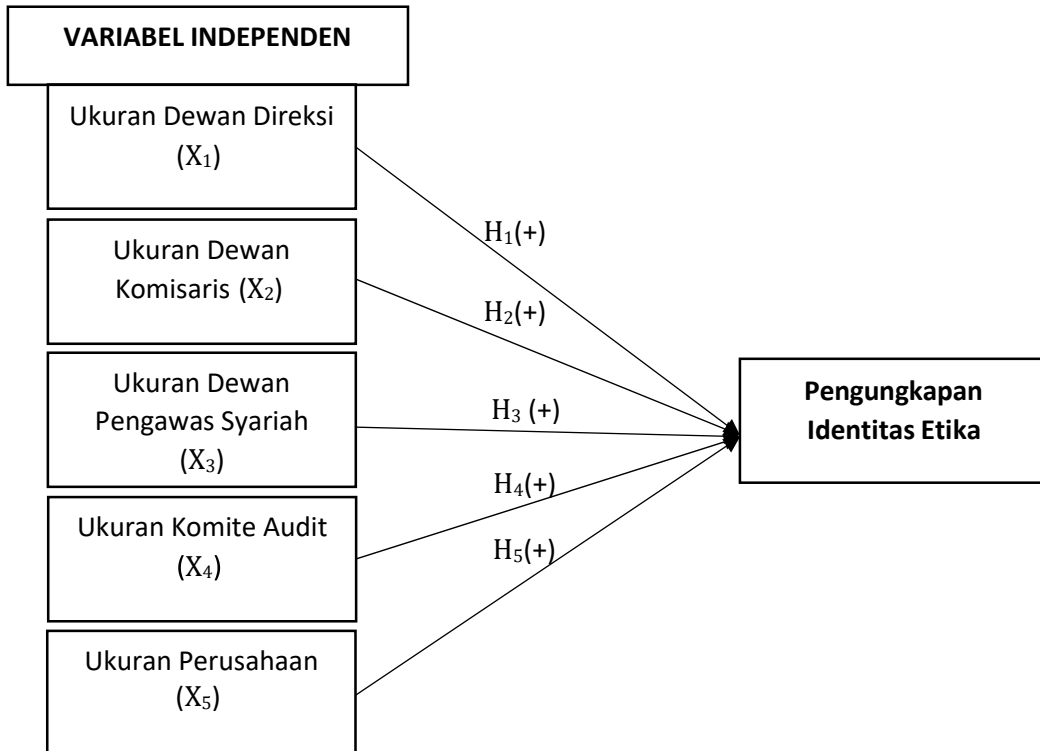 VARIABEL INDEPENDEN
Ukuran Dewan Direksi
(X₁)
Ukuran Dewan
Komisaris (X₂)
Ukuran Dewan
Pengawas Syariah
(X₃)
Ukuran Komite Audit
(X₄)
Ukuran Perusahaan
(X₅)
H₁(+)
H₂(+)
H₃ (+)
H₄(+)
H₅(+)
Pengungkapan
Identitas Etika